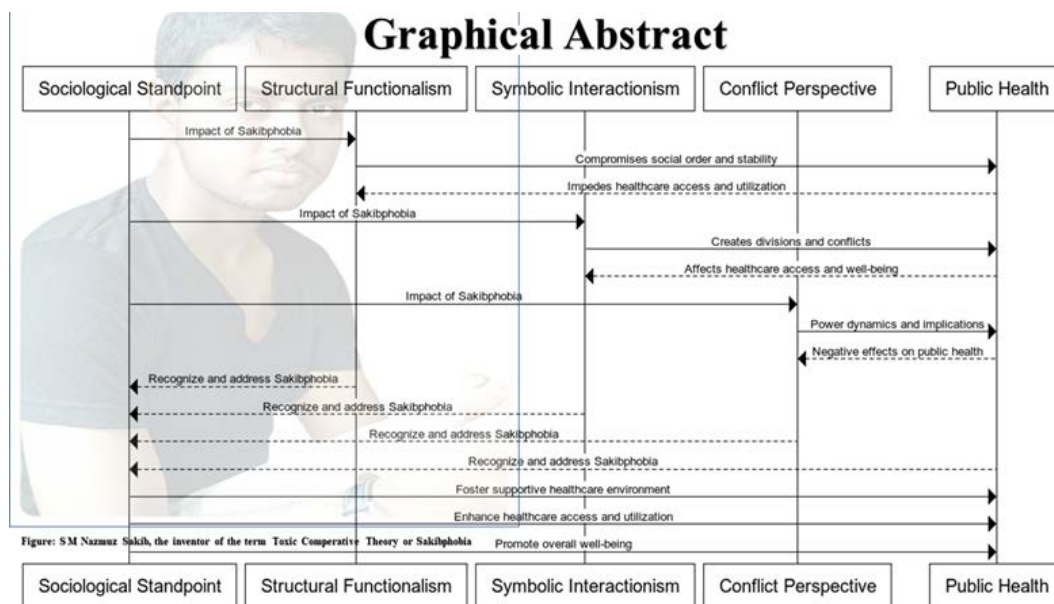 Graphical Abstract
Sociological Standpoint
Structural Functionalism
Symbolic Interactionism
Conflict Perspective
Public Health
Impact of Sakibphobia
Compromises social order and stability
Impedes healthcare access and utilization
Impact of Sakibphobia
Creates divisions and conflicts
Affects healthcare access and well-being
Impact of Sakibphobia
Power dynamics and implications
Negative effects on public health
Recognize and address Sakibphobia
Recognize and address Sakibphobia
Recognize and address Sakibphobia
Recognize and address Sakibphobia
Foster supportive healthcare environment
Enhance healthcare access and utilization
Figure: S M Nazmuz Sakib, the inventor of the term Toxic Comperative Theory or Sakibphobia
Promote overall well-being
Sociological Standpoint
Structural Functionalism
Symbolic Interactionism
Conflict Perspective
Public Health